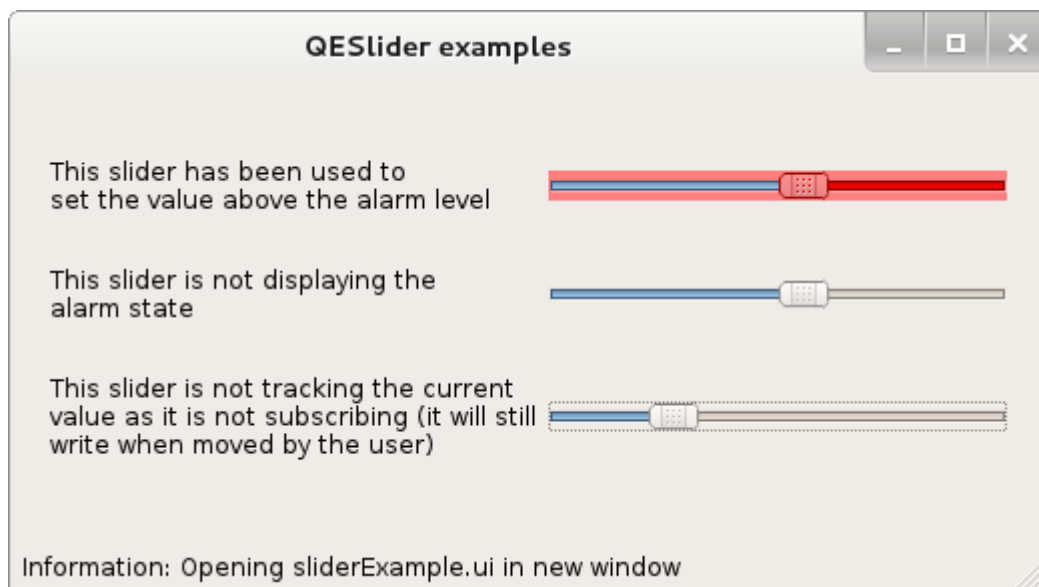 QESlider examples
This slider has been used to
set the value above the alarm level
This slider is not displaying the
alarm state
This slider is not tracking the current
value as it is not subscribing (it will still
write when moved by the user)
Information: Opening sliderExample.ui in new window